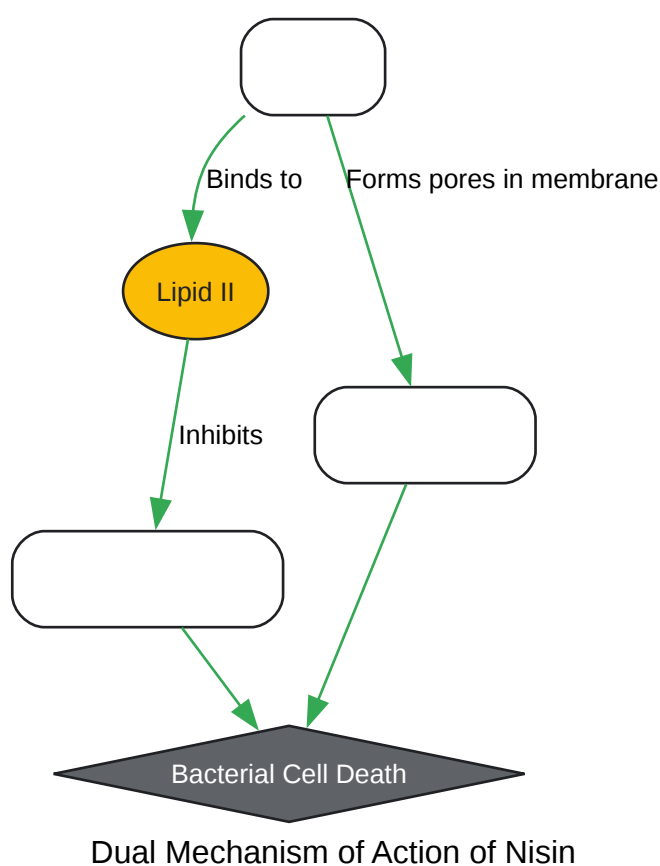 Binds to
Forms pores in membrane
Lipid II
Inhibits
Bacterial Cell Death
Dual Mechanism of Action of Nisin